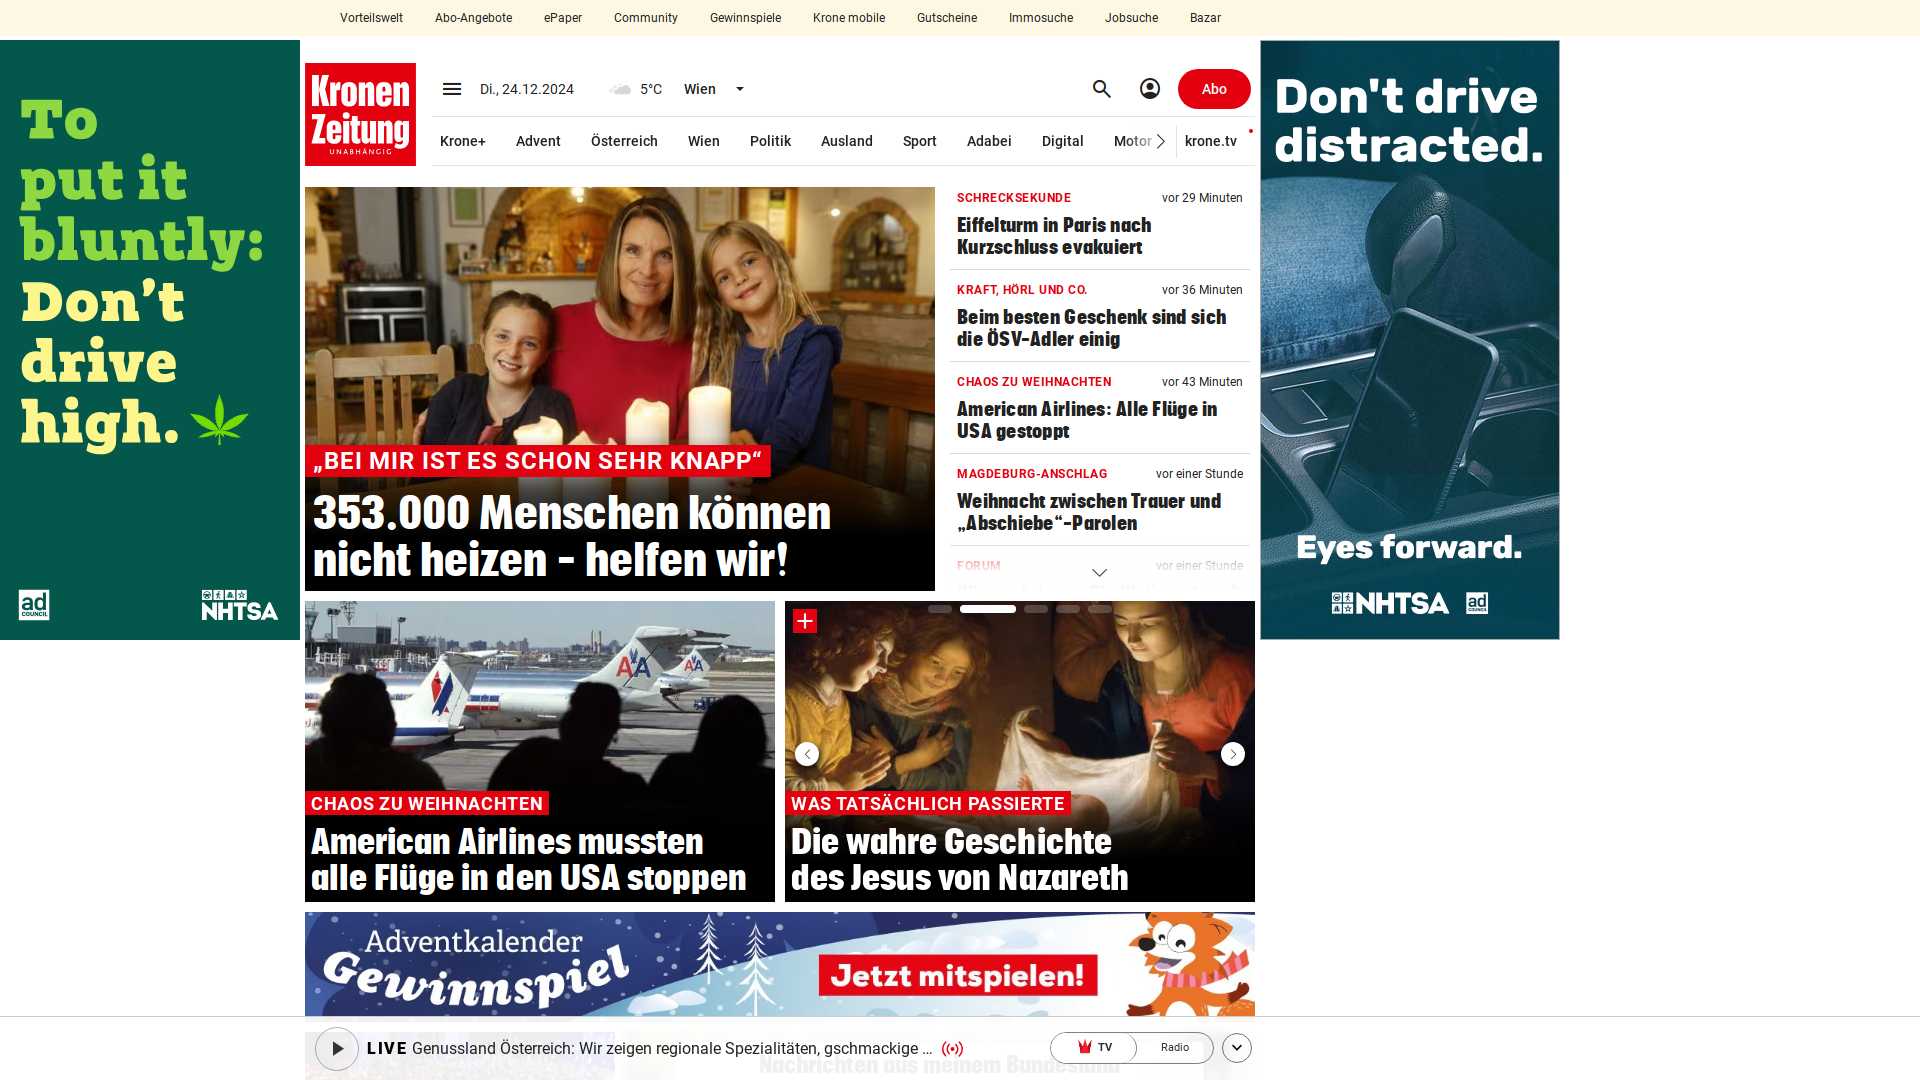 Vorteilswelt Abo-Angebote ePaper Community Gewinnspiele Krone mobile Gutscheine Immosuche Jobsuche Bazar
To
put it
bluntly:
Don't
drive
high.
ad
COUNCIL
NHTSA
Kronen
Zeitung
UNABHÄNGIG
Di., 24.12.2024 5°C Wien Abo
Krone+ Advent Österreich Wien Politik Ausland Sport Adabei Digital Motor krone.tv
„BEI MIR IST ES SCHON SEHR KNAPP“
353.000 Menschen können
nicht heizen – helfen wir!
SCHRECKSEKUNDE vor 29 Minuten
Eiffelturm in Paris nach
Kurzschluss evakuiert
KRAFT, HÖRL UND CO. vor 36 Minuten
Beim besten Geschenk sind sich
die ÖSV-Adler einig
CHAOS ZU WEIHNACHTEN vor 43 Minuten
American Airlines: Alle Flüge in
USA gestoppt
MAGDEBURG-ANSCHLAG vor einer Stunde
Weihnacht zwischen Trauer und
„Abschiebe“-Parolen
FORUM vor einer Stunde
Don't drive
distracted.
Eyes forward.
NHTSA ad
COUNCIL
AA AA
CHAOS ZU WEIHNACHTEN
American Airlines mussten
alle Flüge in den USA stoppen
WAS TATSÄCHLICH PASSIERTE
Die wahre Geschichte
des Jesus von Nazareth
Adventkalender
Gewinnspiel
Jetzt mitspielen!
LIVE Genussland Österreich: Wir zeigen regionale Spezialitäten, gschmackige ... TV Radio
Nachrichten aus meinem Bundesland